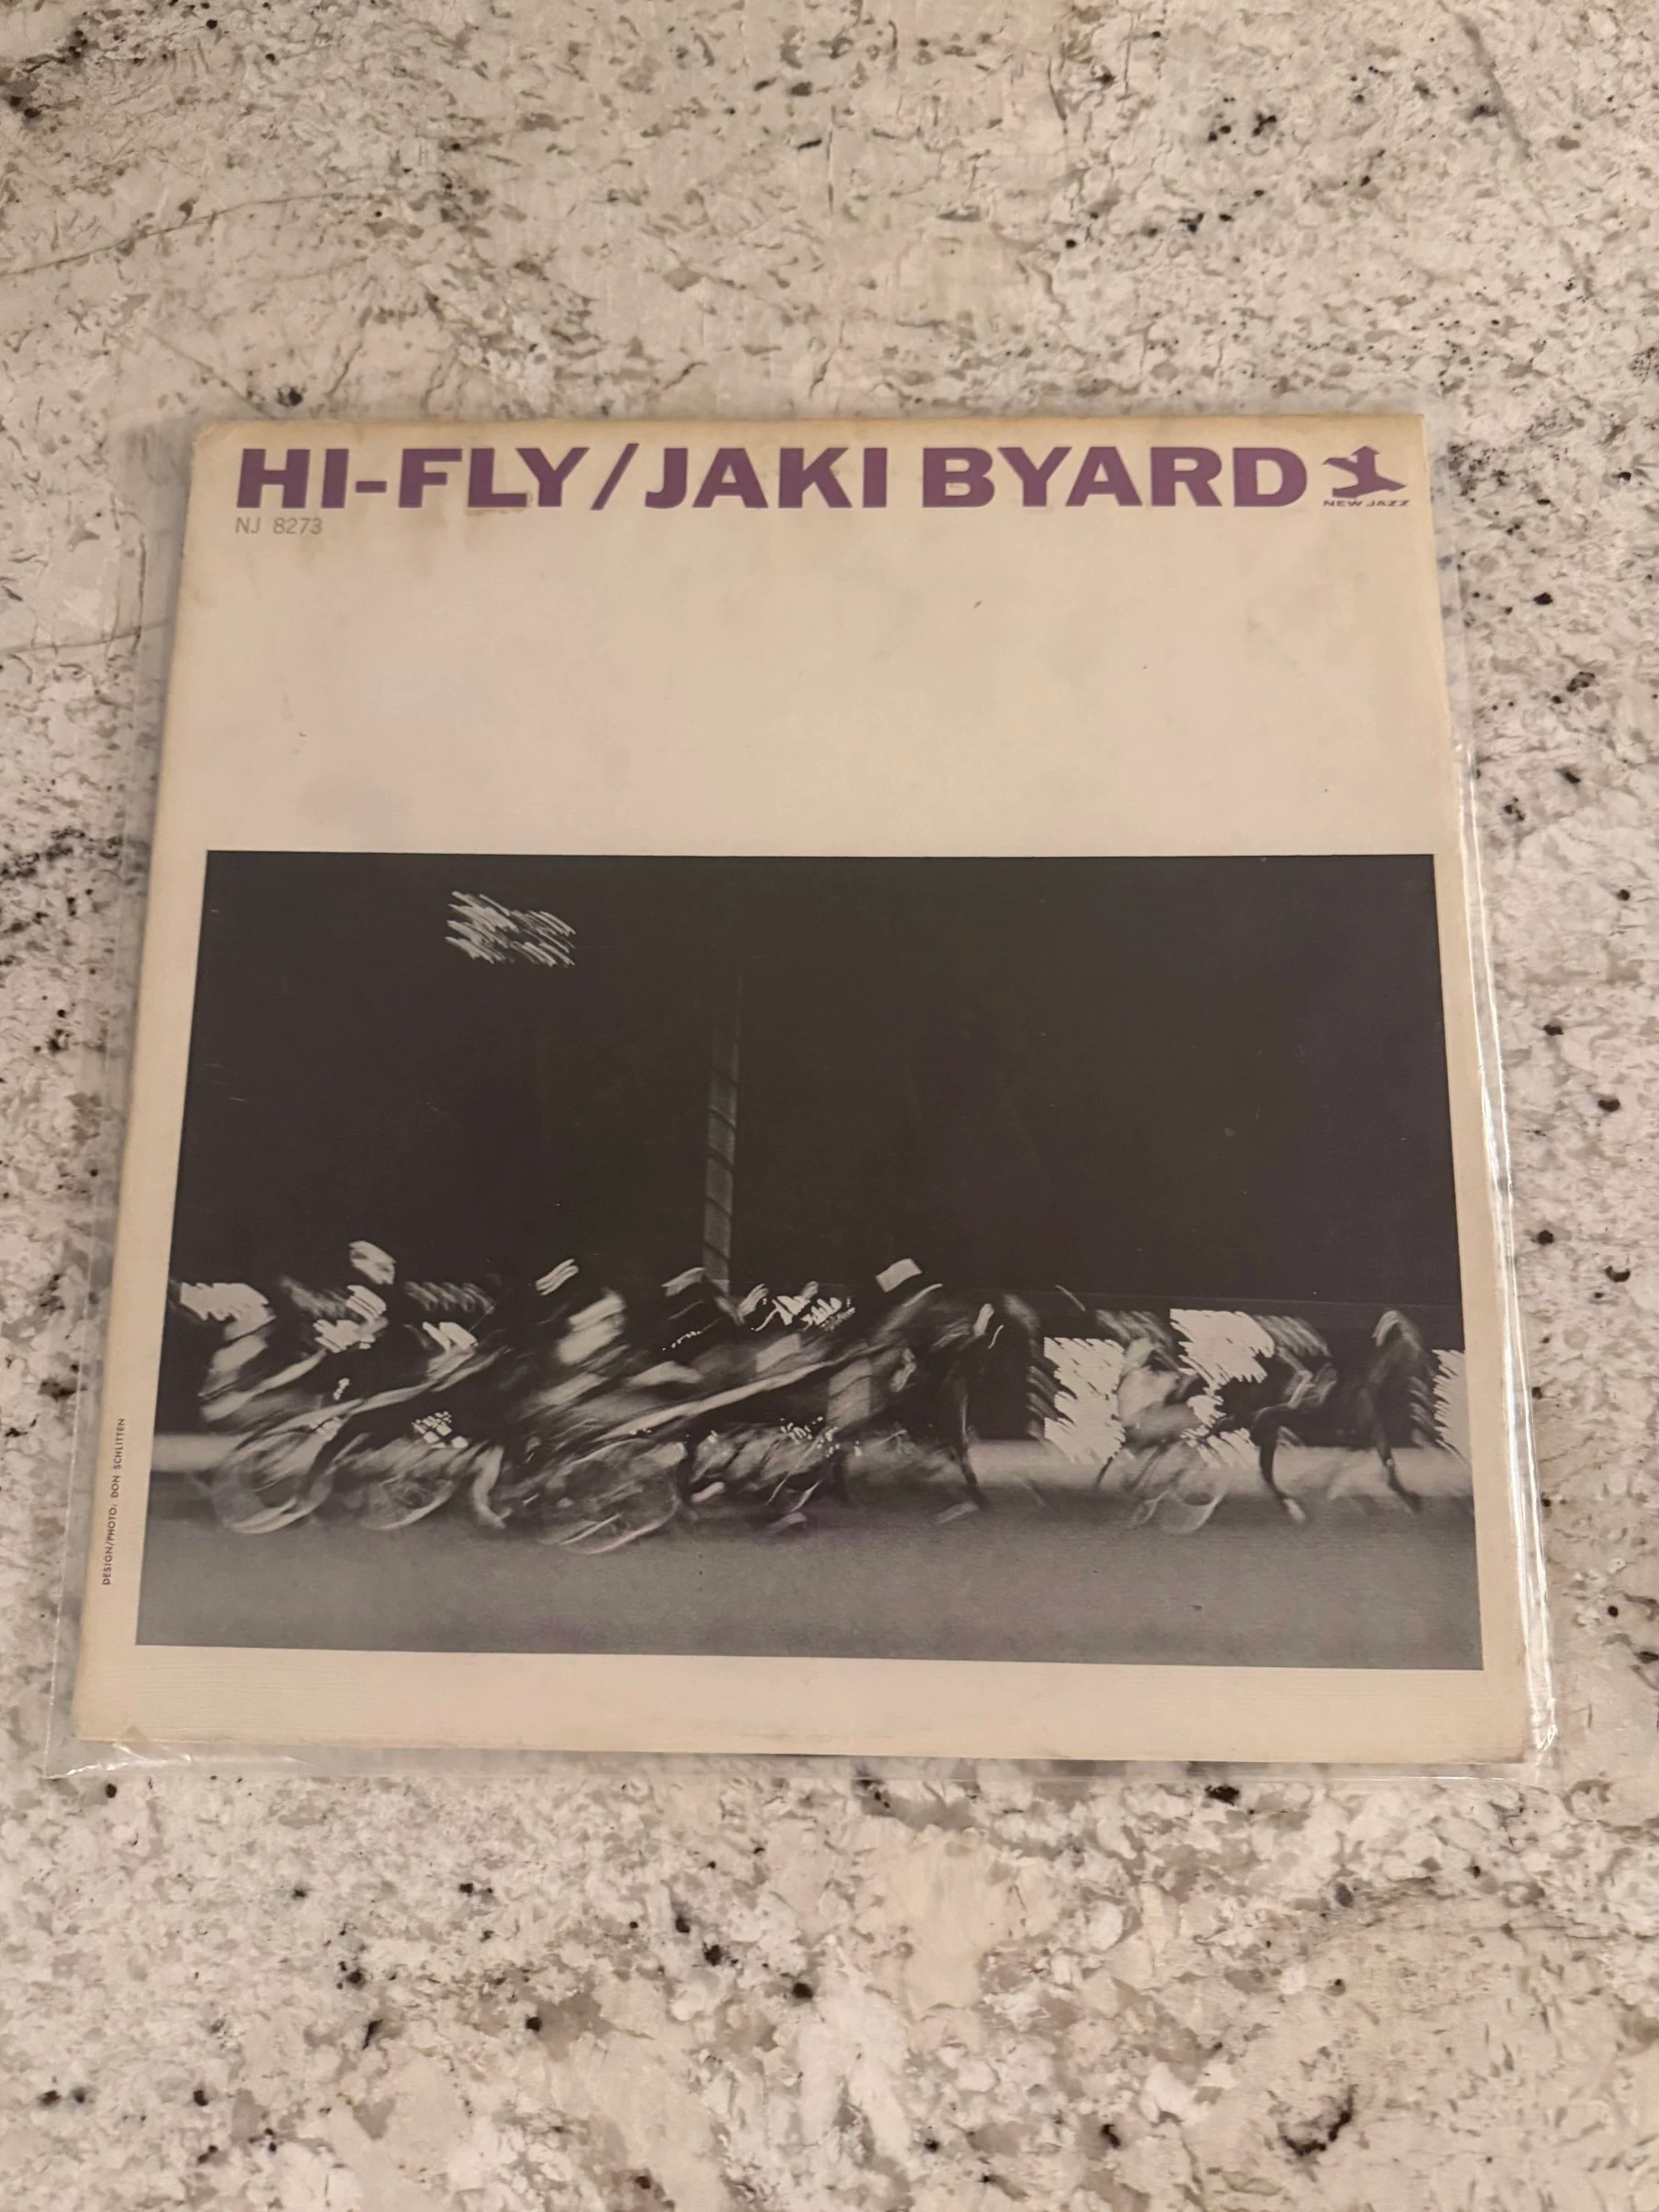 HI-FLY/JAKI BYARD
NEW JAZZ
NJ 8273
DESIGN/PHOTO: DON SCHLITTEN